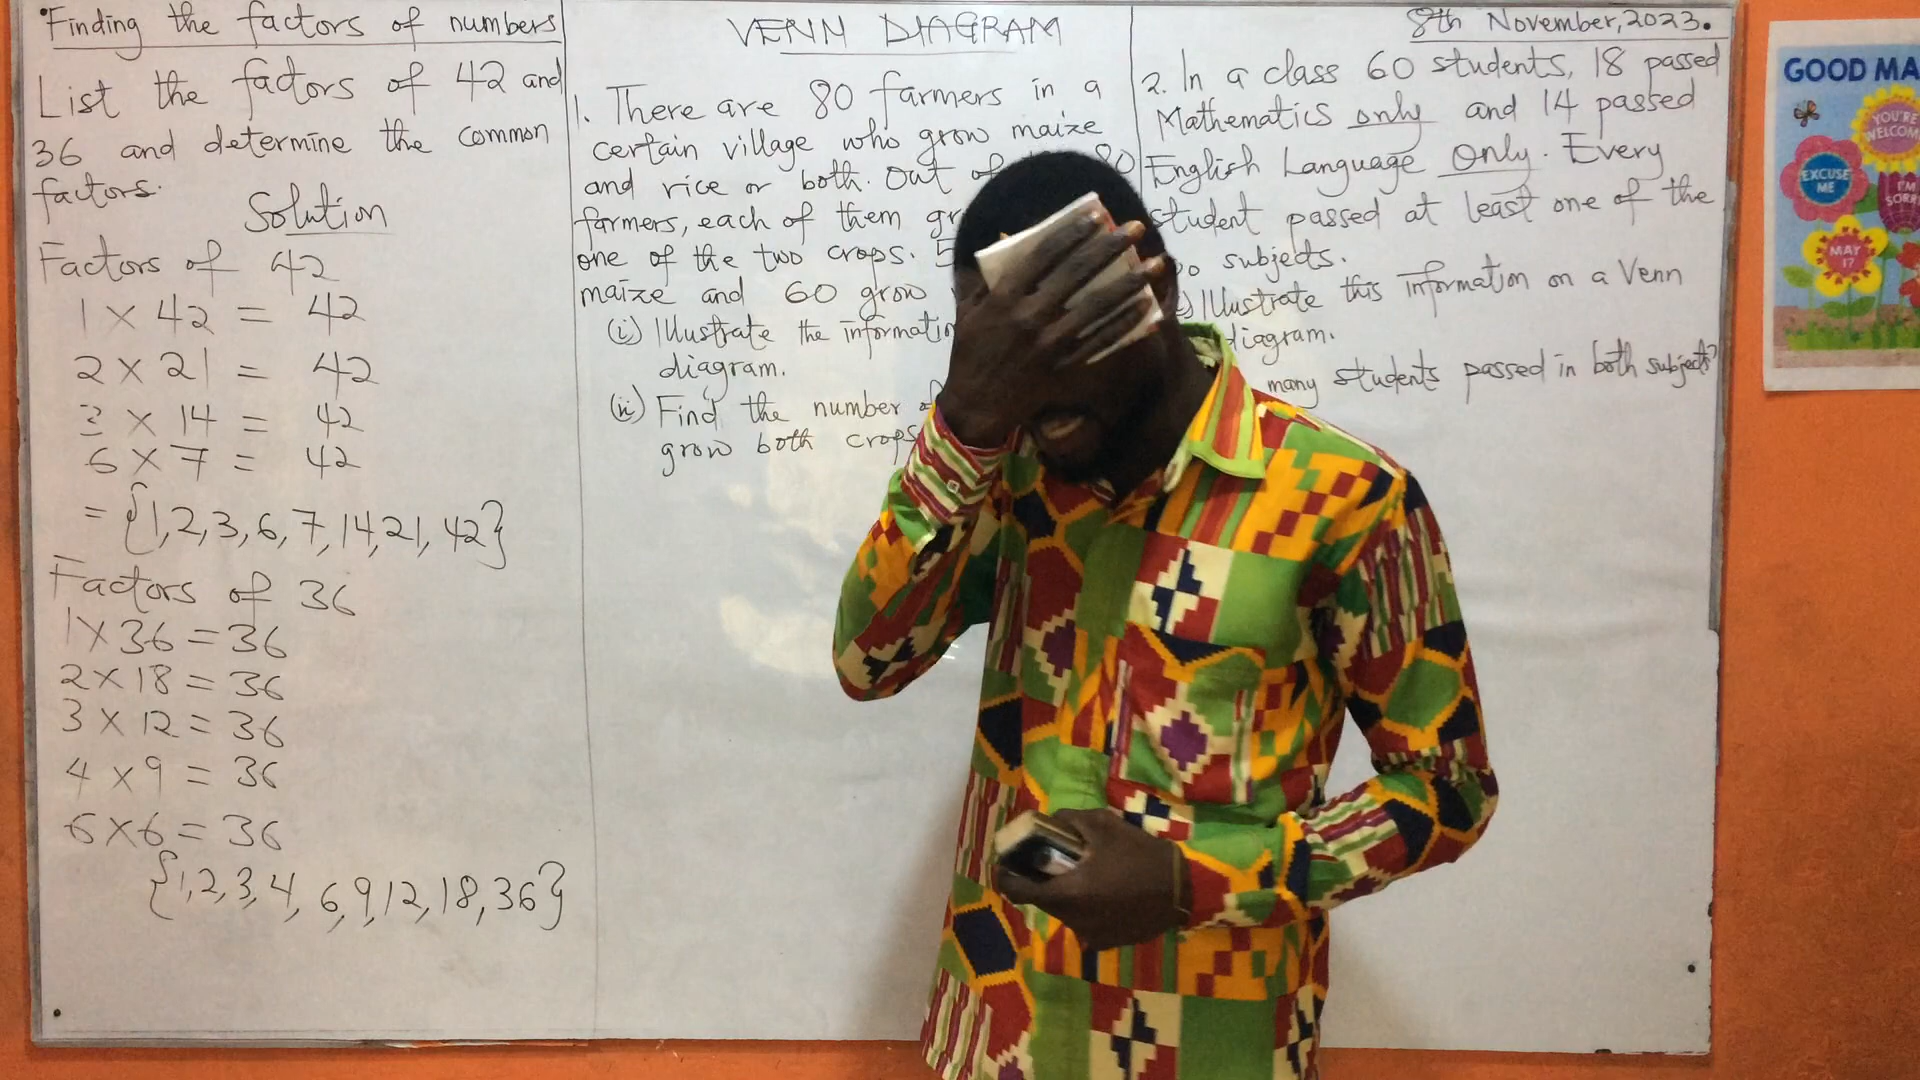 Finding the factors of numbers
List the factors of 42 and
36 and determine the common
factors.
Solution
Factors of 42
1 × 42 = 42
2 × 21 = 42
3 × 14 = 42
6 × 7 = 42
= {1,2,3,6,7,14,21,42}
Factors of 36
1 × 36 = 36
2 × 18 = 36
3 × 12 = 36
4 × 9 = 36
6 × 6 = 36
{1,2,3,4,6,9,12,18,36}
VENN DIAGRAM
1. There are 80 farmers in a
certain village who grow maize
and rice or both. Out of 80
farmers, each of them
one of the two crops.
maize and 60 grow
(i) Illustrate the
diagram.
(ii) Find the number
grow both crops
8th November, 2023.
2. In a class 60 students, 18 passed
Mathematics only and 14 passed
English Language Only. Every
student passed at least one of the
subjects.
Illustrate this information on a Venn
diagram.
many students passed in both subjects?
GOOD MA
YOU'RE
WELCOM
EXCUSE
ME
I'M
SORR
MAY
I?